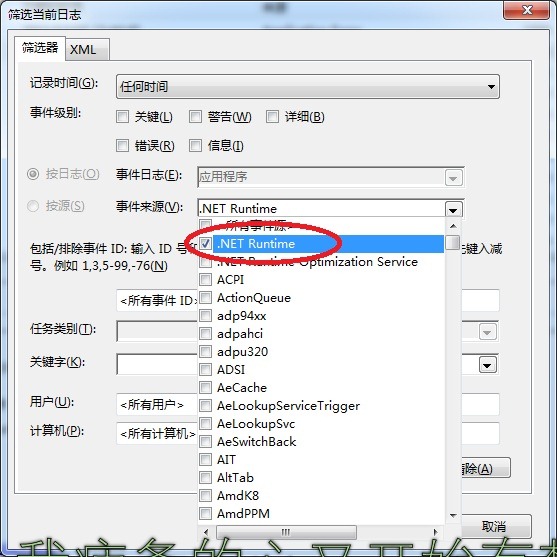 筛选当前日志
筛选器 XML
记录时间(G): 任何时间
事件级别: 关键(L) 警告(W) 详细(B)
错误(R) 信息(I)
按日志(O) 事件日志(E): 应用程序
按源(S) 事件来源(V): .NET Runtime
<所有事件源>
.NET Runtime
包括/排除事件 ID: 输入 ID 号
.NET Runtime Optimization Service
键入减
号。例如 1,3,5-99,-76(N)
ACPI
<所有事件 ID>
ActionQueue
adp94xx
任务类别(T):
adpahci
adpu320
关键字(K):
ADSI
AeCache
用户(U): <所有用户>
AeLookupServiceTrigger
AeLookupSvc
计算机(P): <所有计算机>
AeSwitchBack
AIT
除(A)
AltTab
AmdK8
AmdPPM
取消